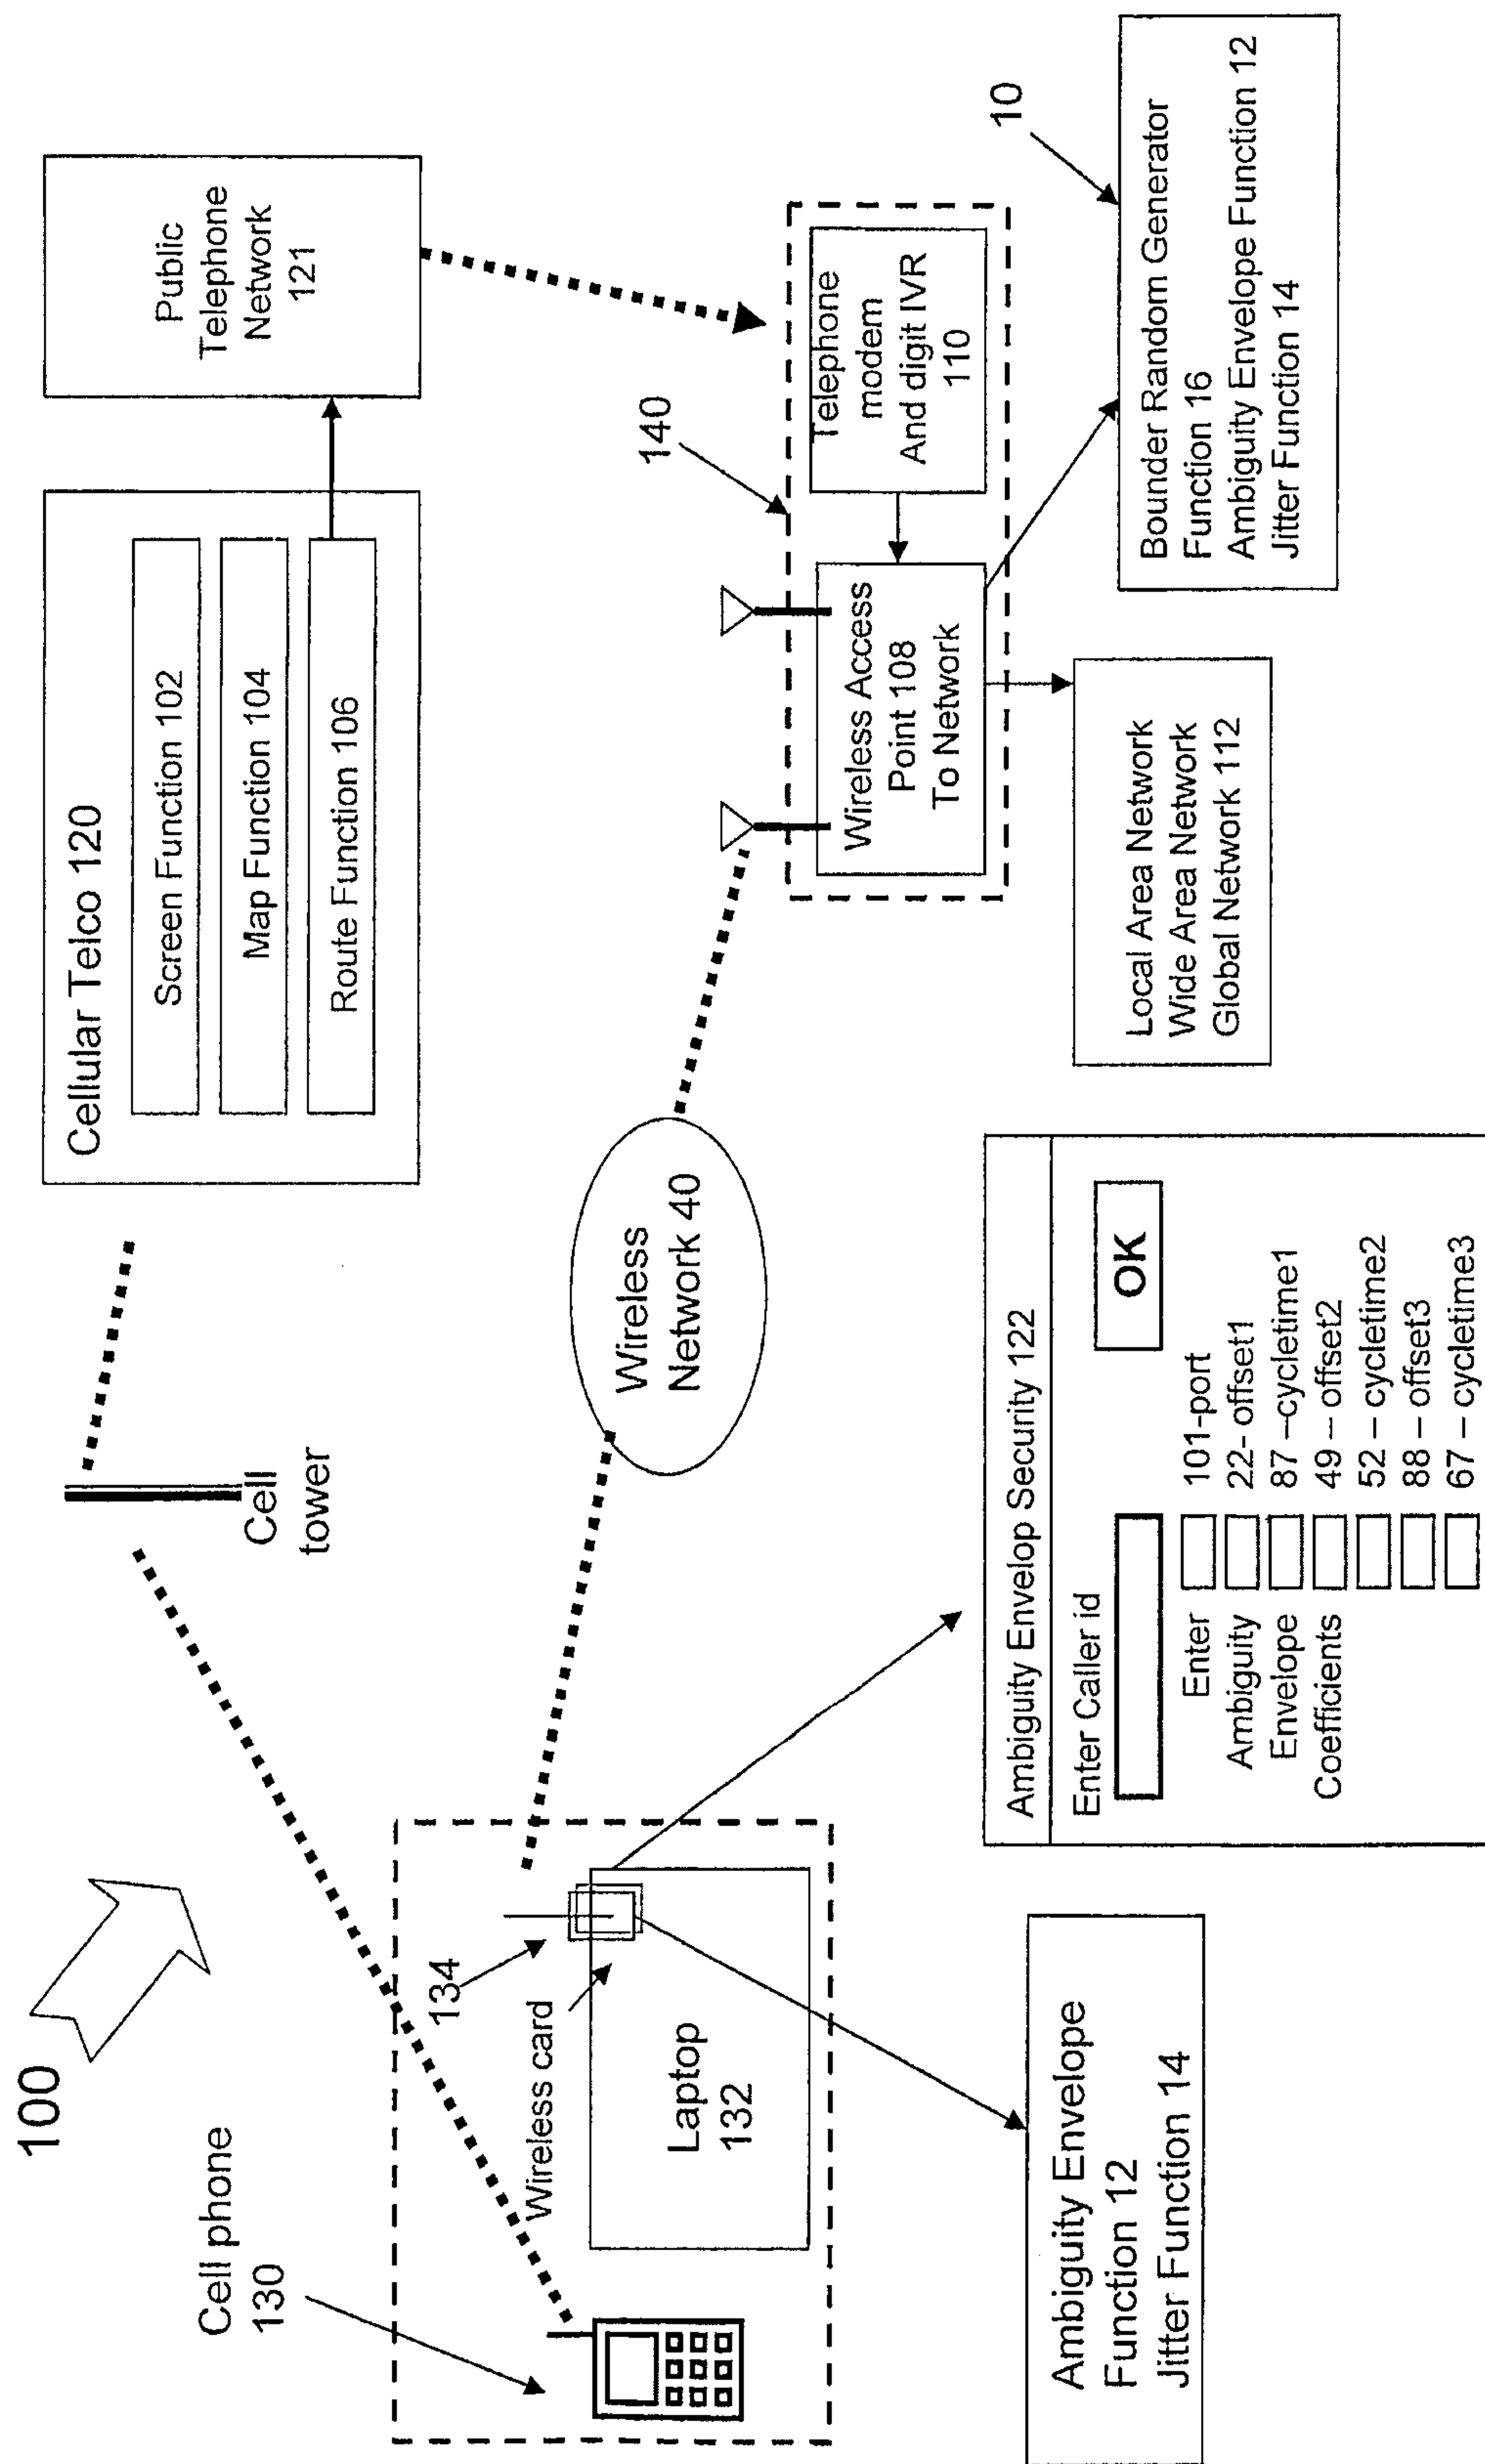 100
Cell phone
130
134
Wireless card
Laptop
132
Ambiguity Envelope
Function 12
Jitter Function 14
Cell
tower
Wireless
Network 40
Ambiguity Envelop Security 122
Enter Caller id
OK
Enter
Ambiguity
Envelope
Coefficients
101-port
22- offset1
87 –cycletime1
49 – offset2
52 – cycletime2
88 – offset3
67 – cycletime3
Cellular Telco 120
Screen Function 102
Map Function 104
Route Function 106
Public
Telephone
Network
121
140
Wireless Access
Point 108
To Network
Telephone
modem
And digit IVR
110
Local Area Network
Wide Area Network
Global Network 112
10
Bounder Random Generator
Function 16
Ambiguity Envelope Function 12
Jitter Function 14